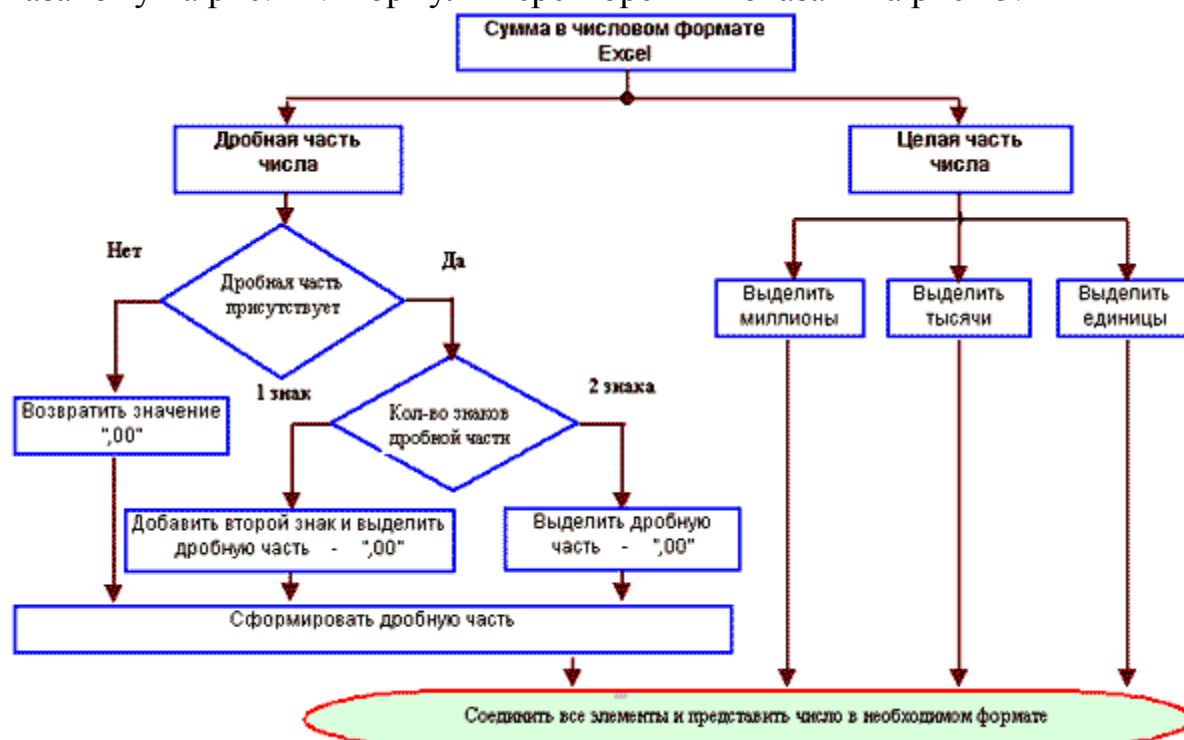 Сумма в числовом формате
Excel
Дробная часть
числа
Целая часть
числа
Нет
Да
Дробная часть
присутствует
Выделить
миллионы
Выделить
тысячи
Выделить
единицы
1 знак
2 знака
Возвратить значение
",00"
Кол-во знаков
дробной части
Добавить второй знак и выделить
дробную часть - ",00"
Выделить дробную
часть - ",00"
Сформировать дробную часть
Соединить все элементы и представить число в необходимом формате